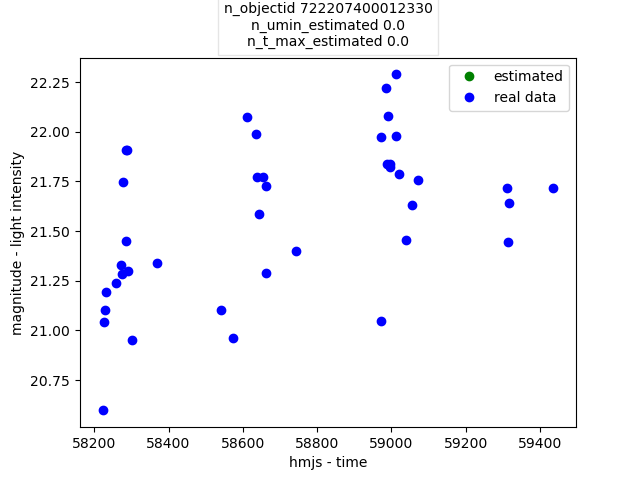 n_objectid 722207400012330
n_umin_estimated 0.0
n_t_max_estimated 0.0
estimated
real data
magnitude - light intensity
22.25
22.00
21.75
21.50
21.25
21.00
20.75
58200 58400 58600 58800 59000 59200 59400
hmjs - time